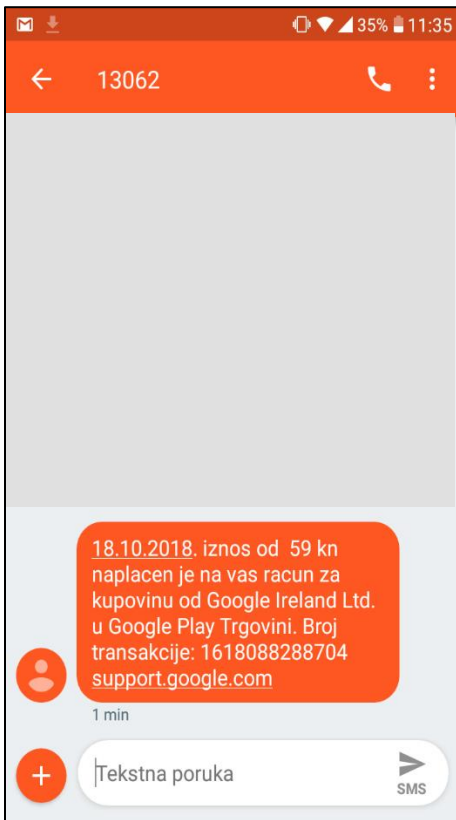 35% 11:35
13062
18.10.2018. iznos od  59 kn
naplacen je na vas racun za
kupovinu od Google Ireland Ltd.
u Google Play Trgovini. Broj
transakcije: 1618088288704
support.google.com
1 min
Tekstna poruka
SMS